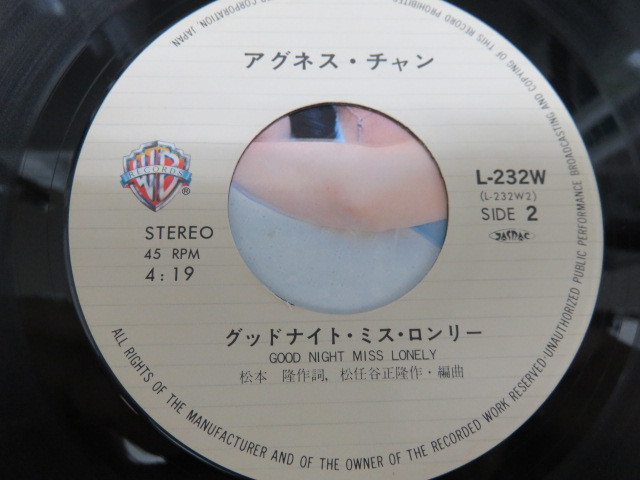 アグネス・チャン
WB
RECORDS
®
L-232W
(L-232W2)
SIDE 2
JASRAC
STEREO
45 RPM
4:19
グッドナイト・ミス・ロンリー
GOOD NIGHT MISS LONELY
松本 隆作詞, 松任谷正隆作・編曲
ALL RIGHTS OF THE MANUFACTURER AND OF THE OWNER OF THE RECORDED WORK RESERVED·UNAUTHORIZED PUBLIC PERFORMANCE BROADCASTING AND COPYING OF THIS RECORD PROHIBITED
CORPORATION, JAPAN